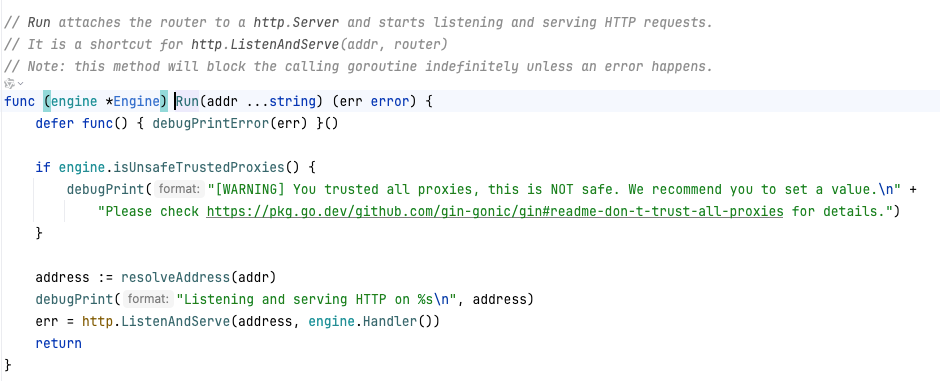 // Run attaches the router to a http.Server and starts listening and serving HTTP requests.
// It is a shortcut for http.ListenAndServe(addr, router)
// Note: this method will block the calling goroutine indefinitely unless an error happens.
func (engine *Engine) Run(addr ...string) (err error) {
    defer func() { debugPrintError(err) }()

    if engine.isUnsafeTrustedProxies() {
        debugPrint( format: "[WARNING] You trusted all proxies, this is NOT safe. We recommend you to set a value.\n" +
            "Please check https://pkg.go.dev/github.com/gin-gonic/gin#readme-don-t-trust-all-proxies for details.")
    }

    address := resolveAddress(addr)
    debugPrint( format: "Listening and serving HTTP on %s\n", address)
    err = http.ListenAndServe(address, engine.Handler())
    return
}